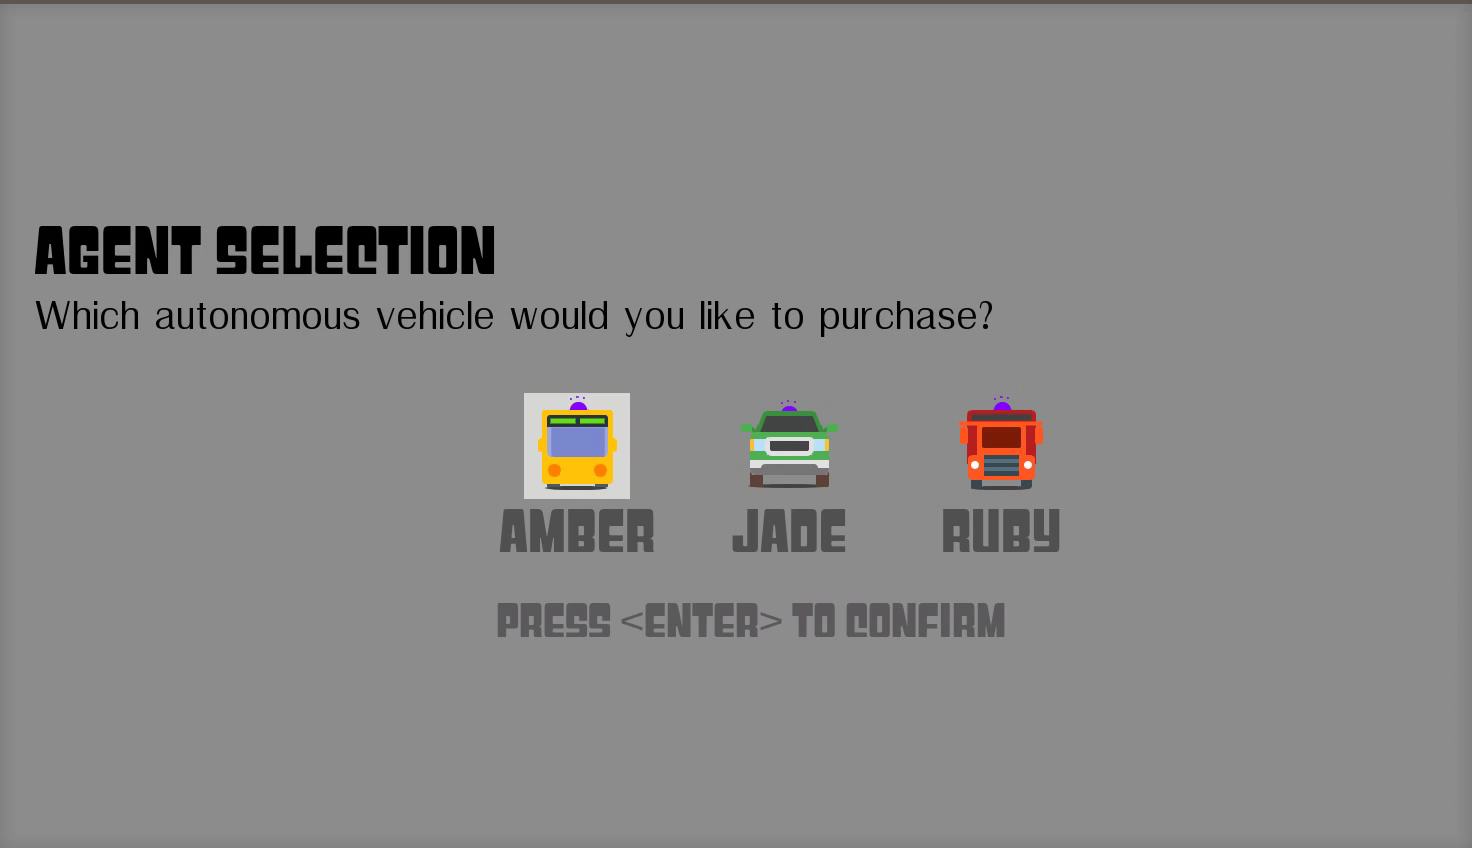 AGENT SELECTION
Which autonomous vehicle would you like to purchase?
AMBER JADE RUBY
PRESS <ENTER> TO CONFIRM